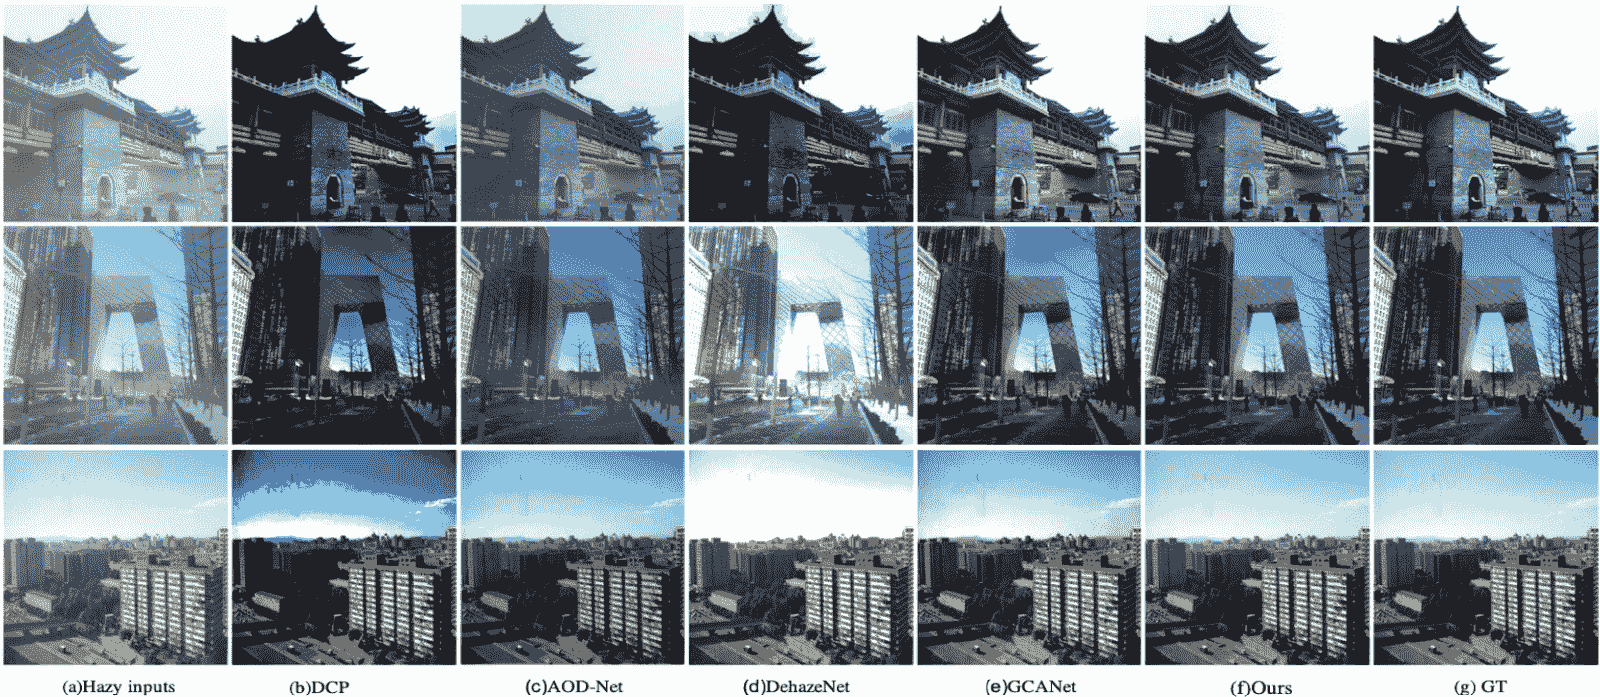 (a)Hazy inputs
(b)DCP
(c)AOD-Net
(d)DehazeNet
(e)GCANet
(f)Ours
(g) GT